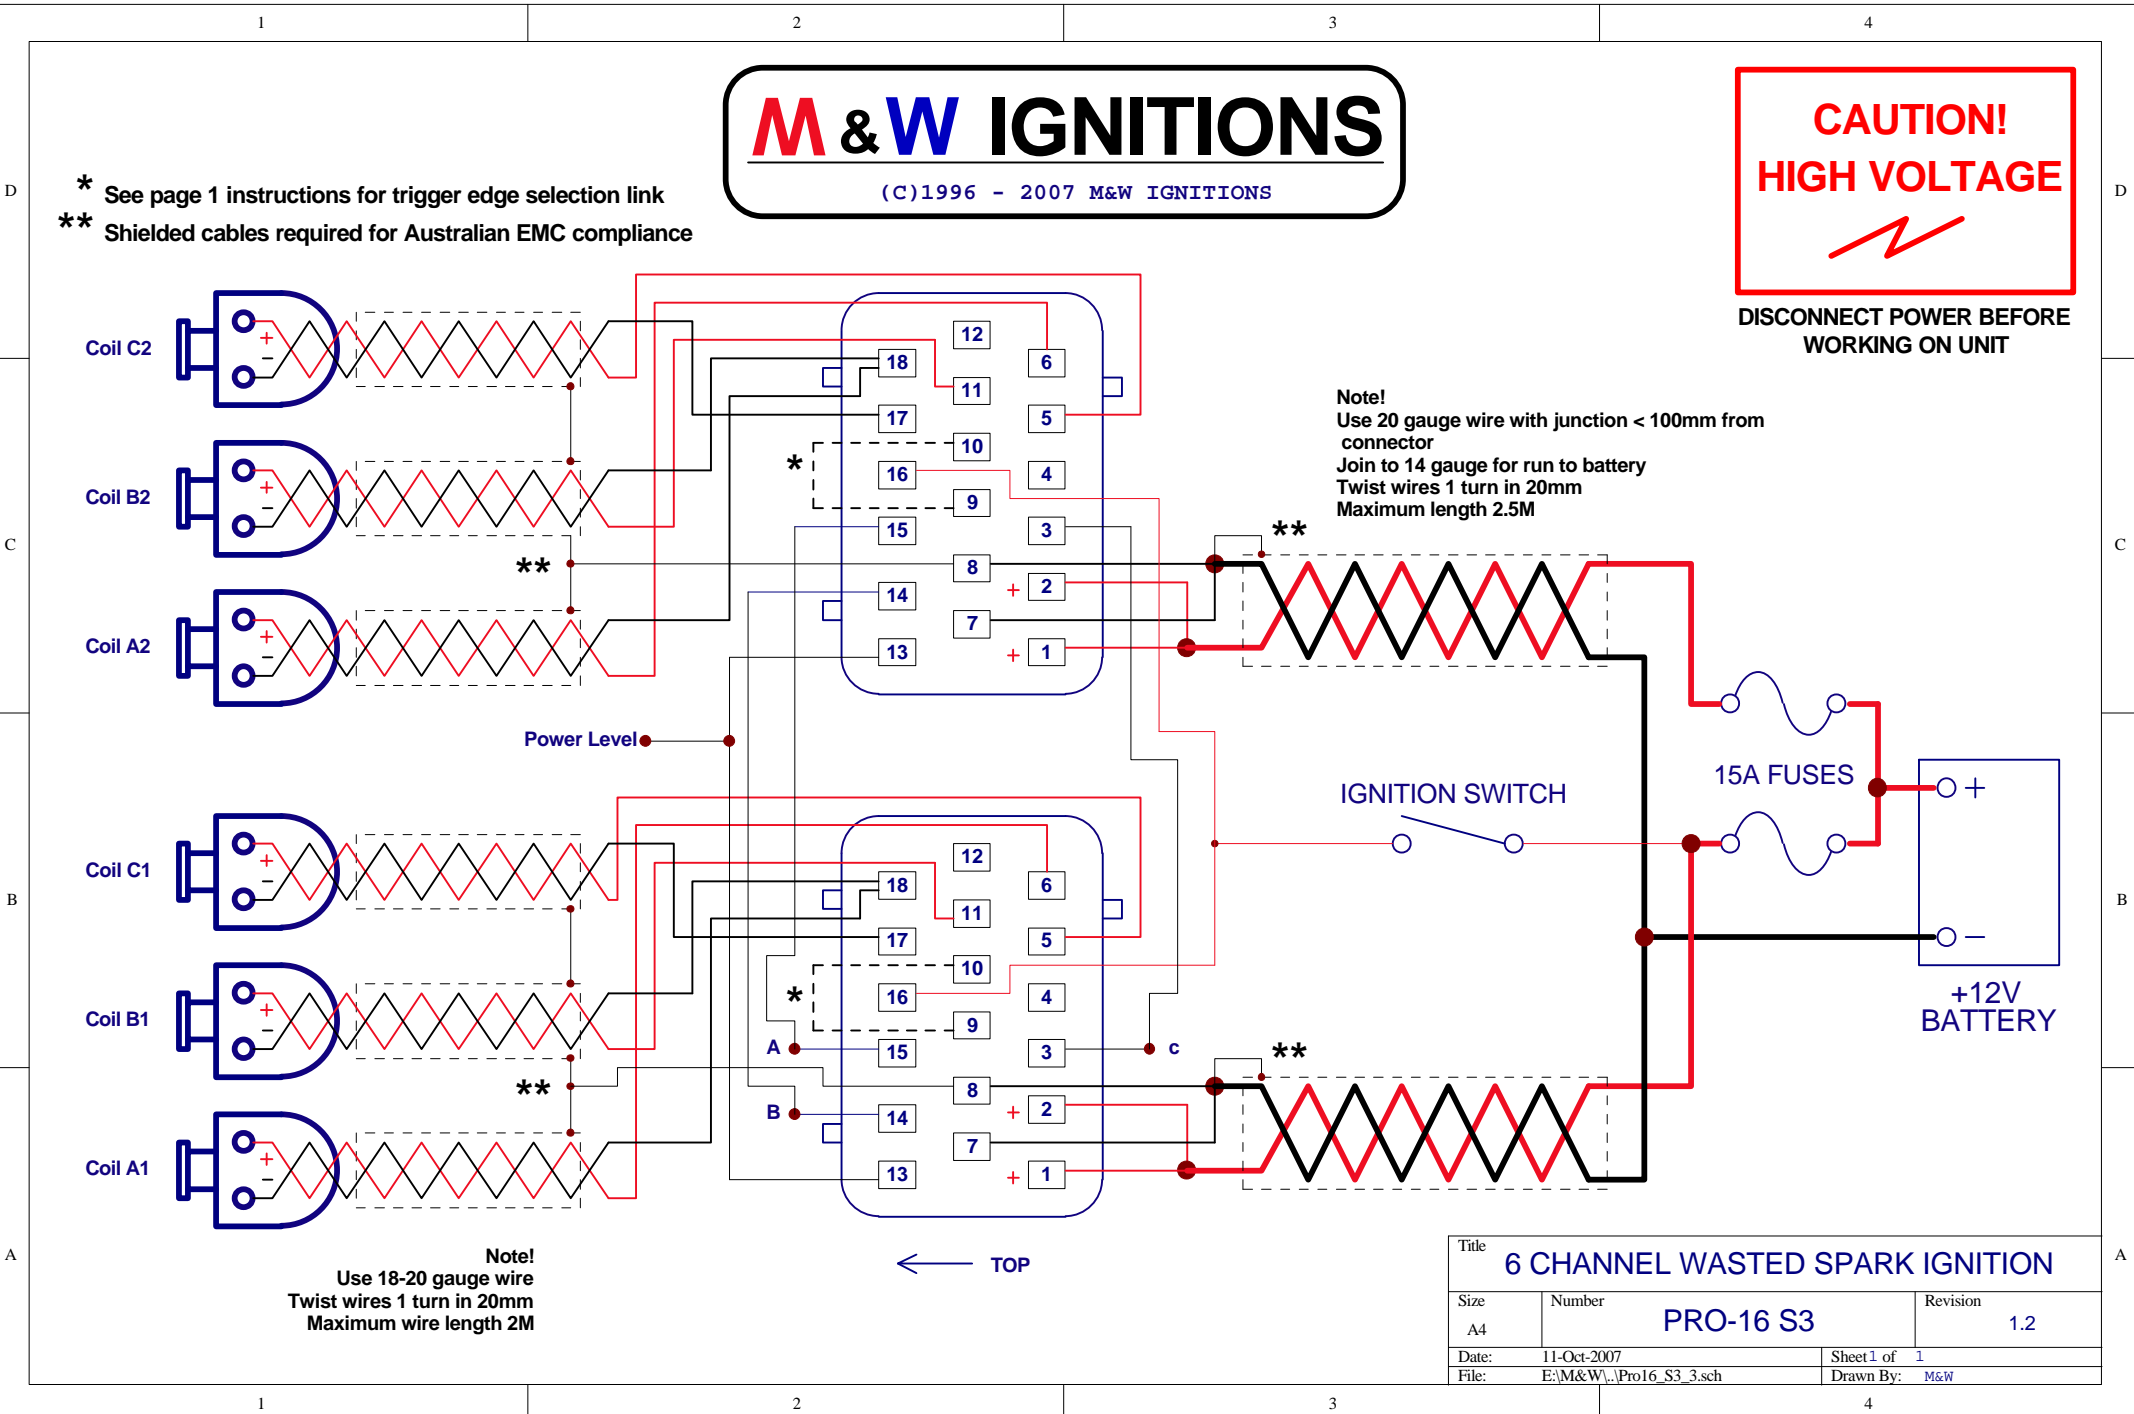 1 2 3 4
M & W IGNITIONS
(C)1996 - 2007 M&W IGNITIONS
CAUTION!
HIGH VOLTAGE
DISCONNECT POWER BEFORE
WORKING ON UNIT
D D
* See page 1 instructions for trigger edge selection link
** Shielded cables required for Australian EMC compliance
Coil C2
+
−
Coil B2
+
−
Coil A2
+
−
12
18
6
11
17
5
10
*
16
4
9
15
3
8
14
+ 2
7
13
+ 1
**
**
Note!
Use 20 gauge wire with junction < 100mm from
connector
Join to 14 gauge for run to battery
Twist wires 1 turn in 20mm
Maximum length 2.5M
C C
Power Level
IGNITION SWITCH
15A FUSES
+
−
+12V
BATTERY
Coil C1
+
−
Coil B1
+
−
Coil A1
+
−
B B
12
18
6
11
17
5
10
*
16
4
9
A
15
3
c
8
B
14
+ 2
7
13
+ 1
**
**
Note!
Use 18-20 gauge wire
Twist wires 1 turn in 20mm
Maximum wire length 2M
TOP
A A
Title
6 CHANNEL WASTED SPARK IGNITION
Size
A4
Number
PRO-16 S3
Revision
1.2
Date: 11-Oct-2007
Sheet 1 of 1
File: E:\M&W\..\Pro16_S3_3.sch
Drawn By: M&W
1 2 3 4